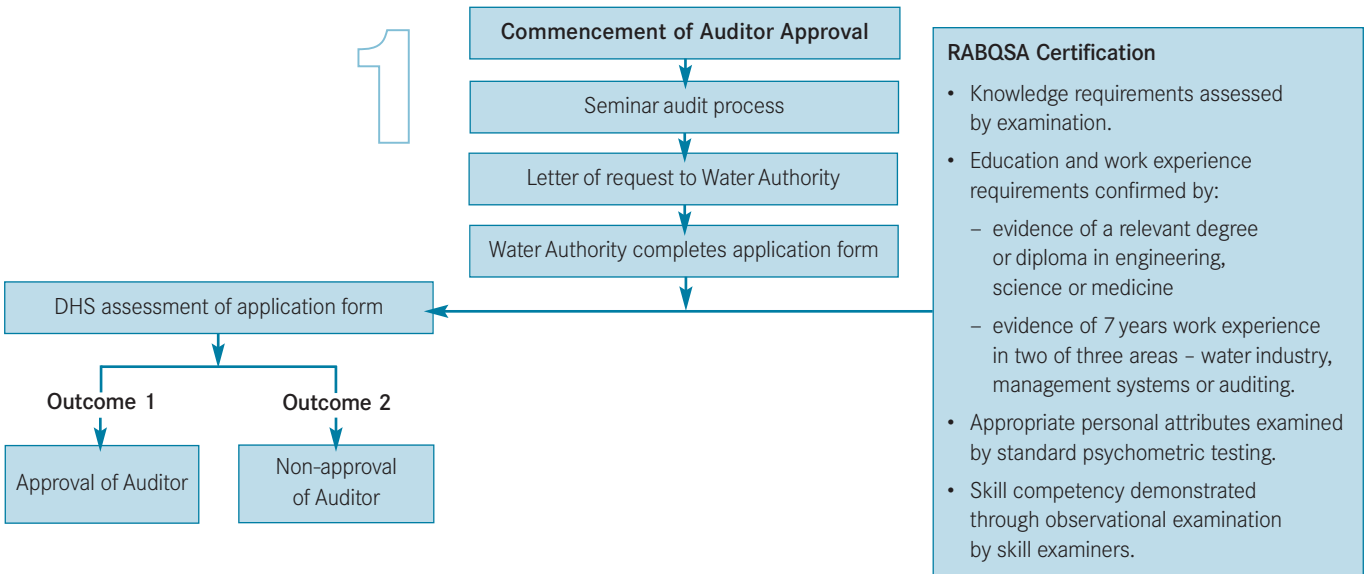 1
Commencement of Auditor Approval
Seminar audit process
Letter of request to Water Authority
Water Authority completes application form
DHS assessment of application form
Outcome 1
Outcome 2
Approval of Auditor
Non-approval
of Auditor
RABQSA Certification
• Knowledge requirements assessed
by examination.
• Education and work experience
requirements confirmed by:
– evidence of a relevant degree
or diploma in engineering,
science or medicine
– evidence of 7 years work experience
in two of three areas – water industry,
management systems or auditing.
• Appropriate personal attributes examined
by standard psychometric testing.
• Skill competency demonstrated
through observational examination
by skill examiners.